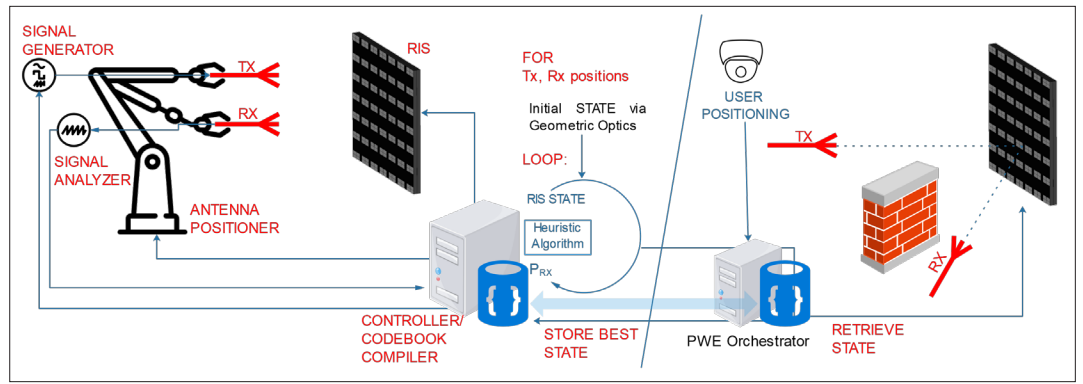 SIGNAL
GENERATOR
TX
RX
SIGNAL
ANALYZER
ANTENNA
POSITIONER
RIS
FOR
Tx, Rx positions
Initial STATE via
Geometric Optics
LOOP:
RIS STATE
Heuristic
Algorithm
PRX
{ }
CONTROLLER/
CODEBOOK
COMPILER
STORE BEST
STATE
USER
POSITIONING
TX
RX
{ }
PWE Orchestrator
RETRIEVE
STATE